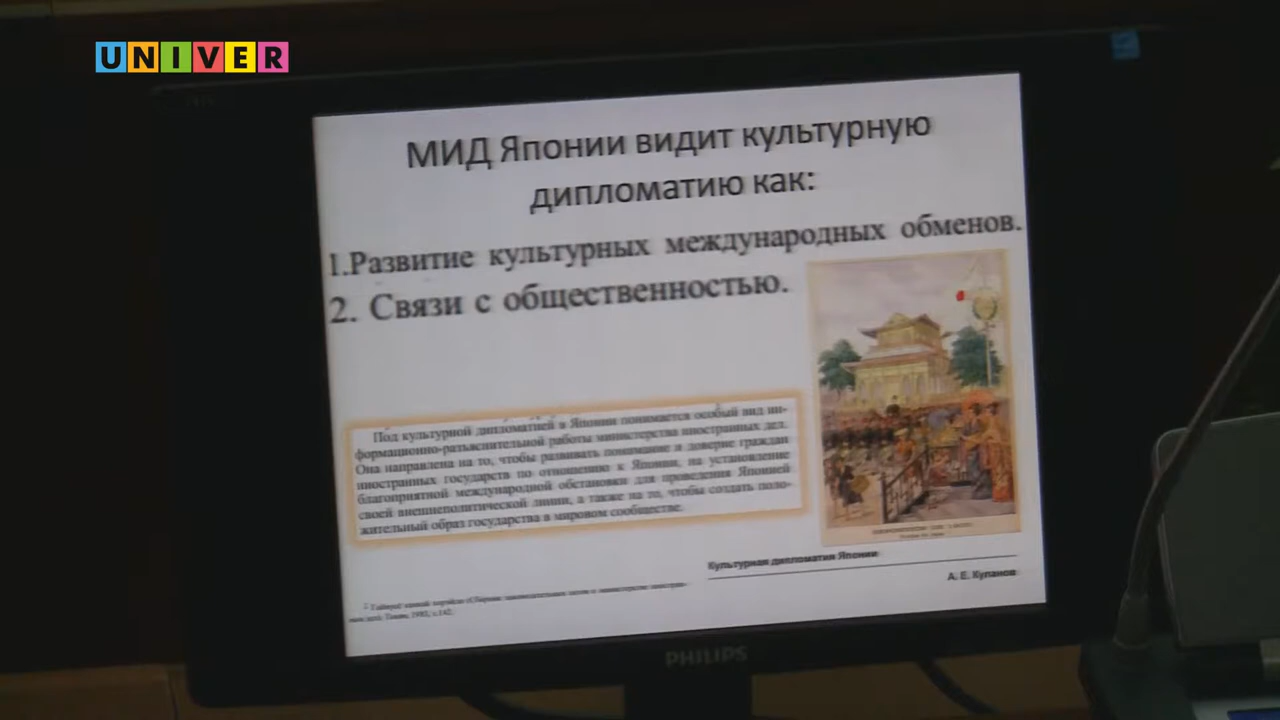 UNIVER
МИД Японии видит культурную
дипломатию как:
1.Развитие культурных международных обменов.
2. Связи с общественностью.
Под культурной дипломатией в Японии понимается особый вид ин-
формационно-разъяснительной работы министерства иностранных дел.
Она направлена на то, чтобы развивать понимание и доверие граждан
иностранных государств по отношению к Японии, на установление
благоприятной международной обстановки для проведения Японией
своей внешнеполитической линии, а также на то, чтобы создать поло-
жительный образ государства в мировом сообществе.
Культурная дипломатия Японии
А. Е. Куланов
PHILIPS